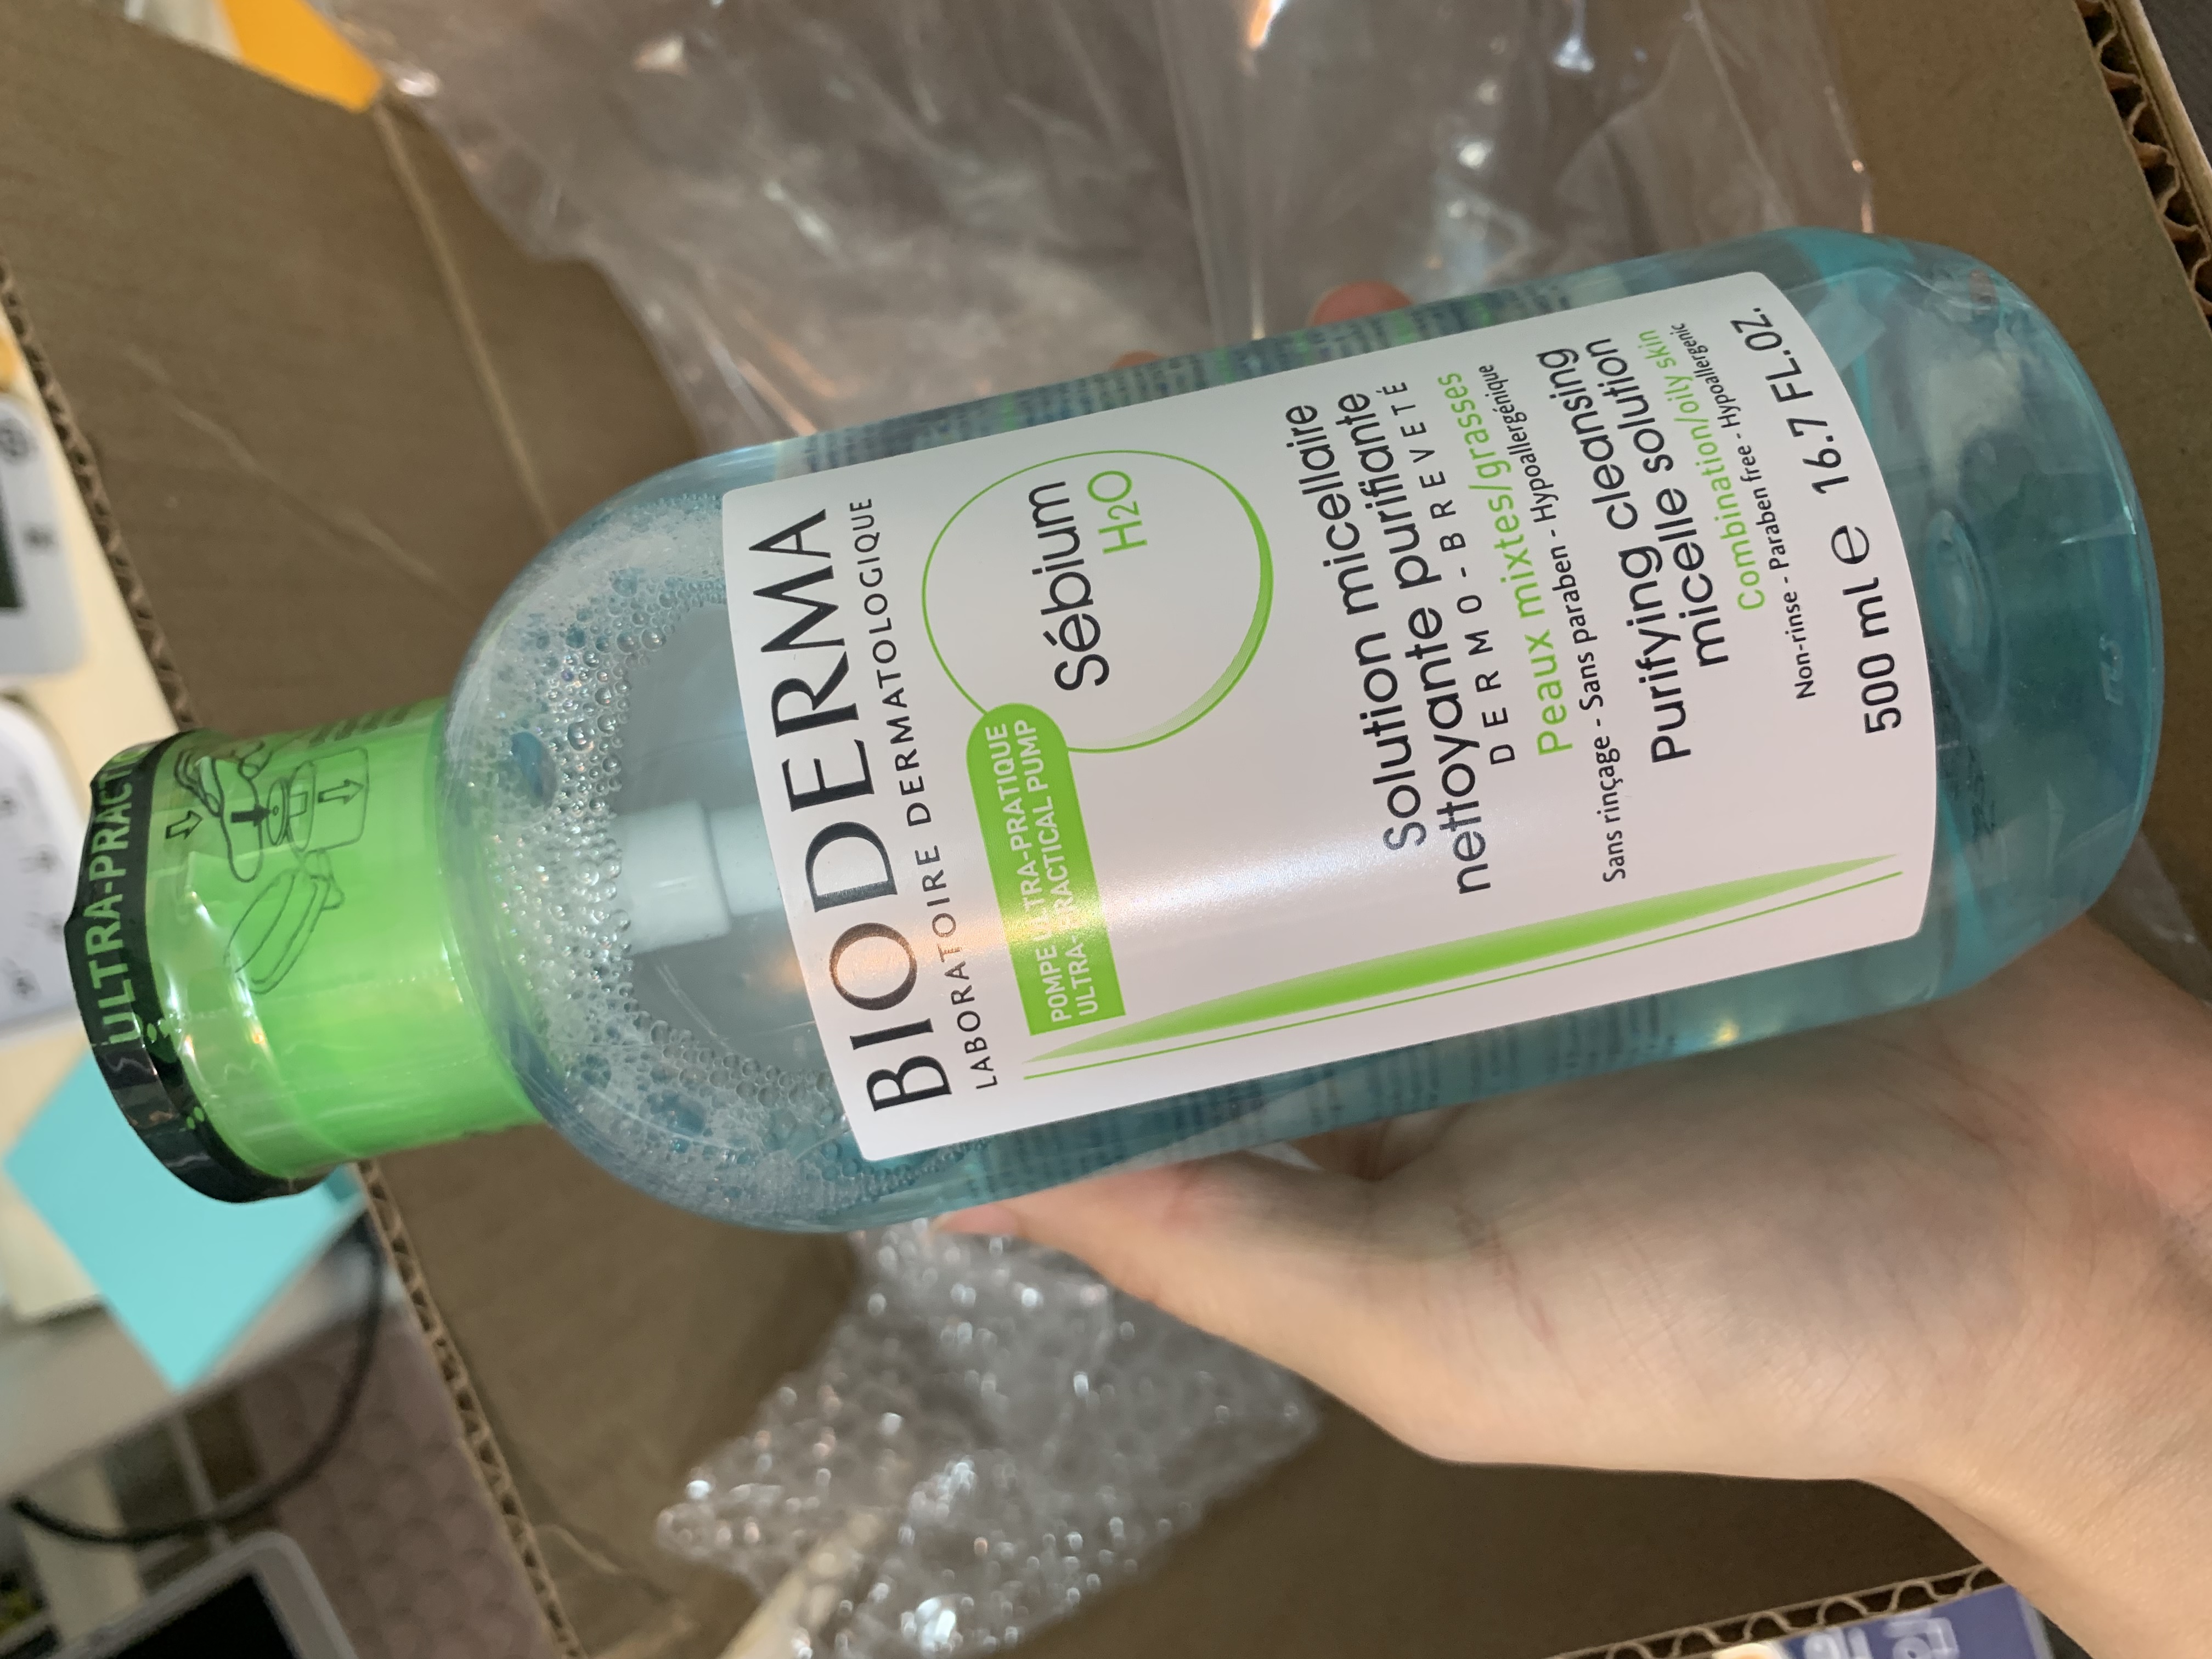 ULTRA-PRACT
BIODERMA
LABORATOIRE DERMATOLOGIQUE
POMPE ULTRA-PRATIQUE
ULTRA-PRACTICAL PUMP
Sébium
H2O
Solution micellaire
nettoyante purifiante
DERMO-BREVETÉ
Peaux mixtes/grasses
Sans rinçage - Sans paraben - Hypoallergénique
Purifying cleansing
micelle solution
Combination/oily skin
Non-rinse - Paraben free - Hypoallergenic
500 ml e 16.7 FL.OZ.